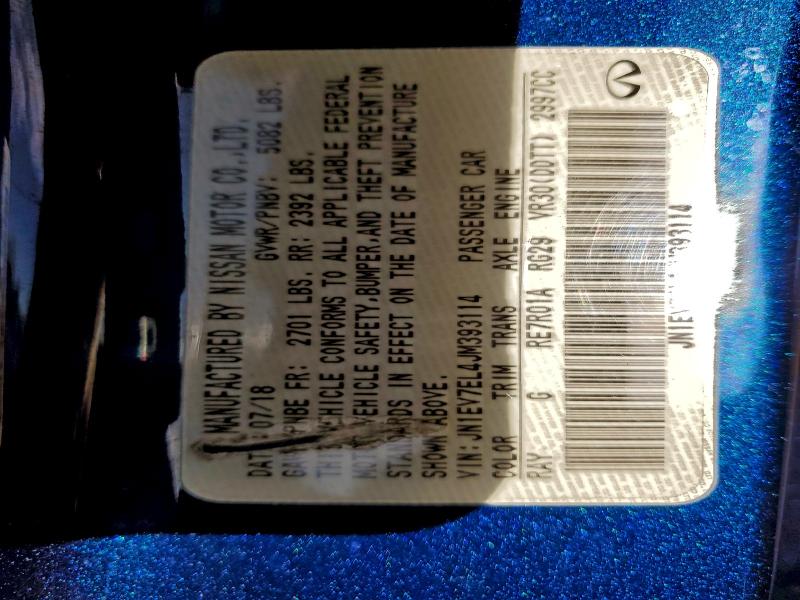 MANUFACTURED BY NISSAN MOTOR CO.,LTD.
DATE: 07/18 GVWR/PNBV: 5082 LBS.
FR: 2701 LBS. RR: 2392 LBS.
THIS VEHICLE CONFORMS TO ALL APPLICABLE FEDERAL
MOTOR VEHICLE SAFETY,BUMPER,AND THEFT PREVENTION
STANDARDS IN EFFECT ON THE DATE OF MANUFACTURE
SHOWN ABOVE.
VIN:JN1EV7EL4JM393114 PASSENGER CAR
COLOR TRIM TRANS AXLE ENGINE
RAY G RE7R01A RG29 VR30(DDTT) 2997CC